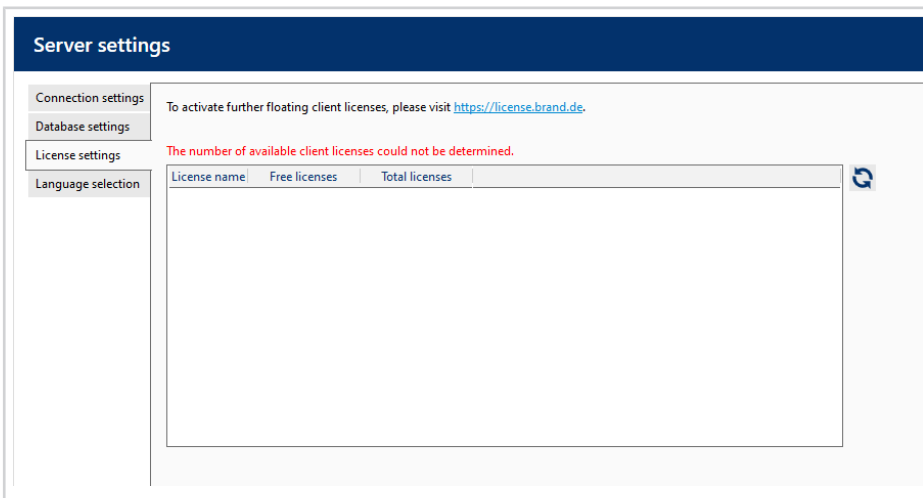 Server settings
Connection settings
Database settings
License settings
Language selection
To activate further floating client licenses, please visit https://license.brand.de.
The number of available client licenses could not be determined.
License name Free licenses Total licenses